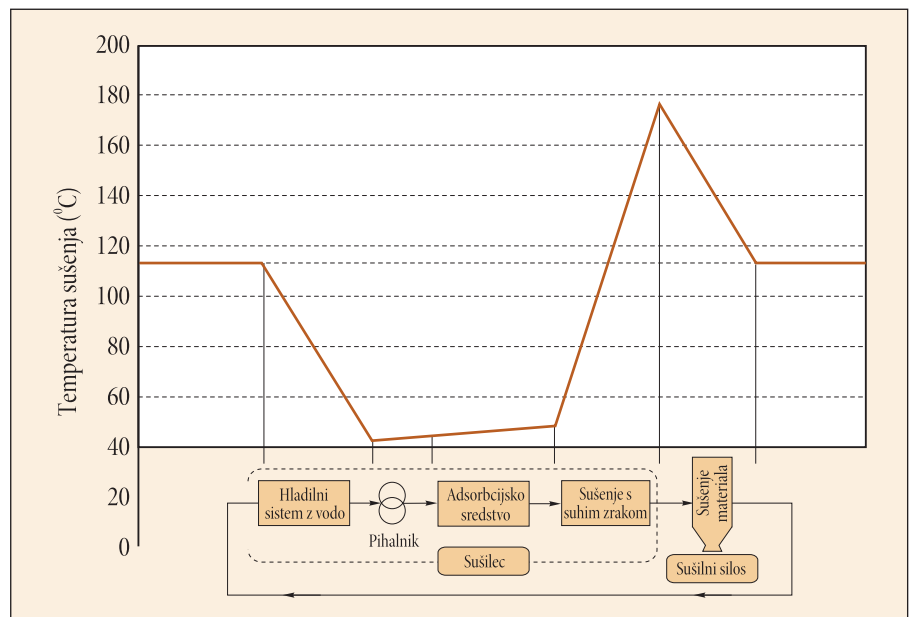 200
180
160
140
120
100
80
60
40
20
0
Temperatura sušenja (⁰C)
Hladilni
sistem z vodo
Pihalnik
Adsorbcijsko
sredstvo
Sušenje s
suhim zrakom
Sušenje
materiala
Sušilec
Sušilni silos